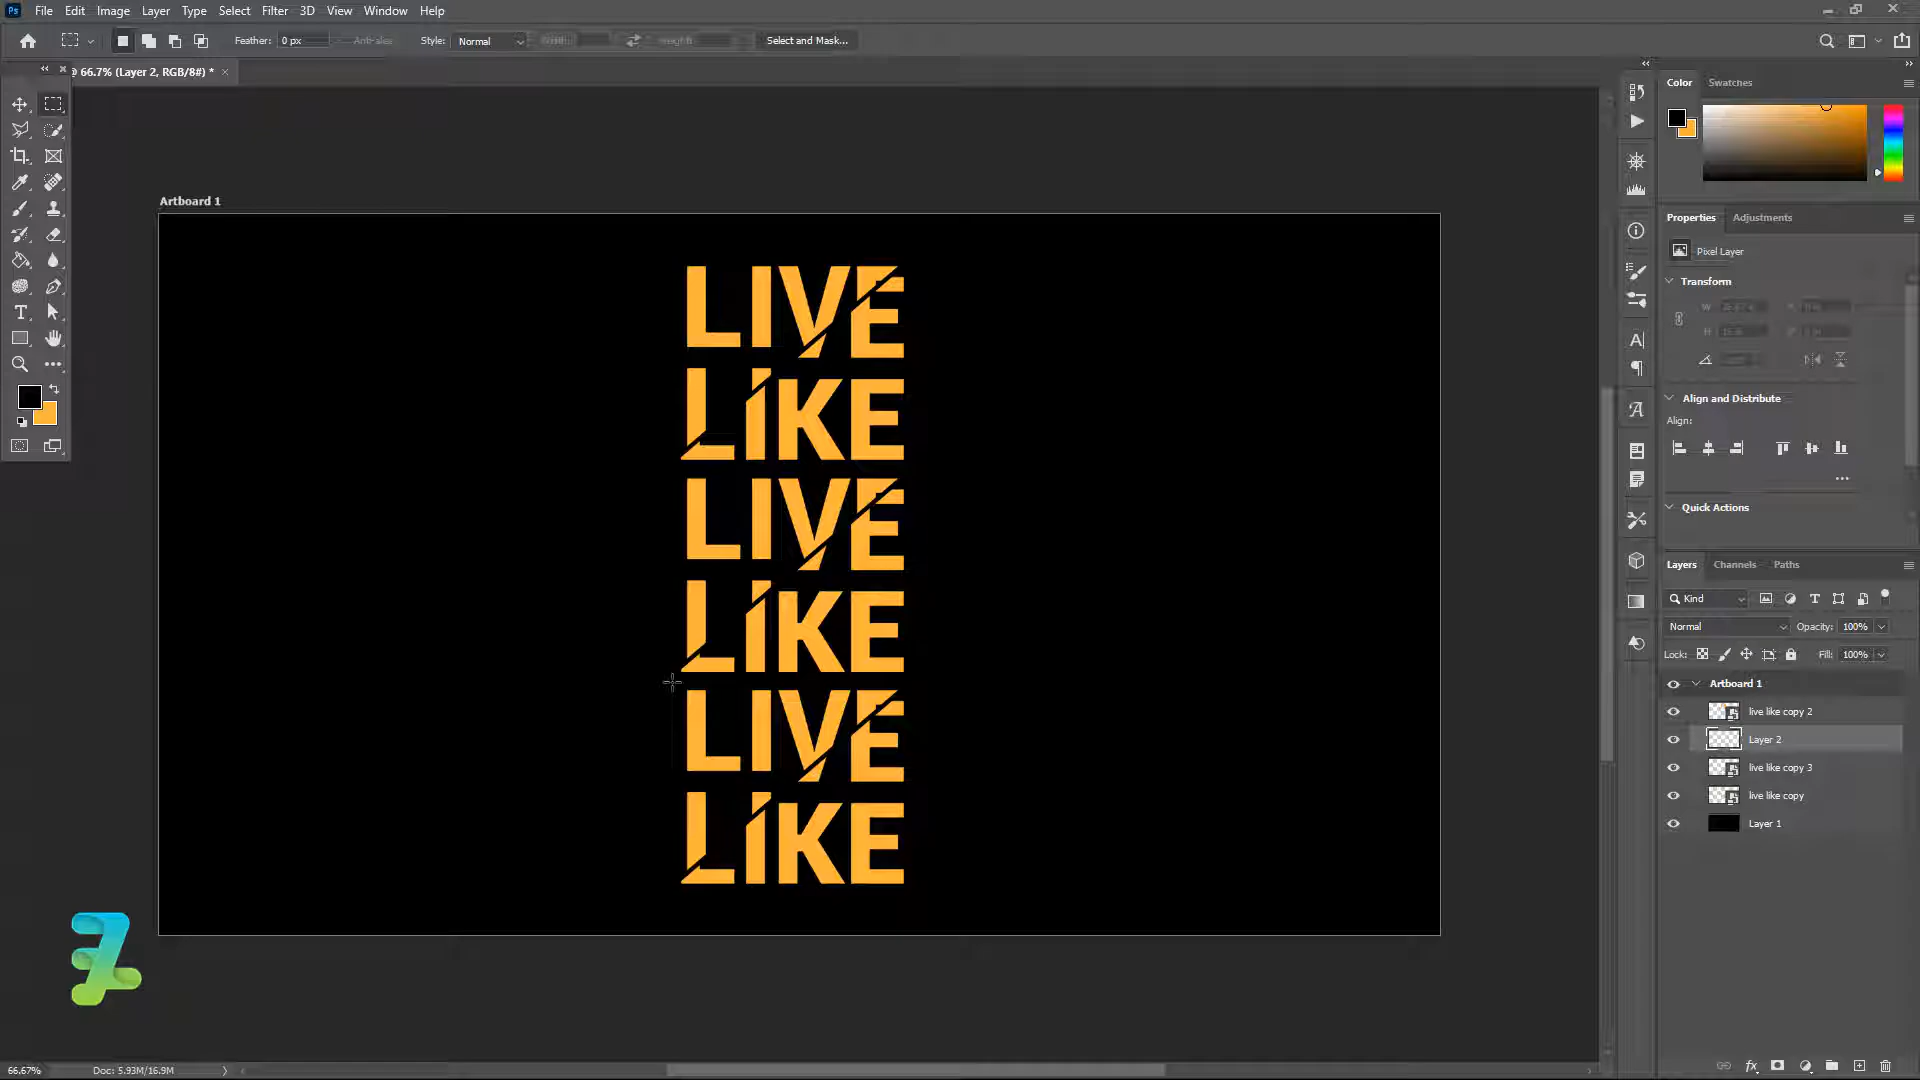 Ps File Edit Image Layer Type Select Filter 3D View Window Help
Feather: 0 px Style: Normal Select and Mask...
@ 66.7% (Layer 2, RGB/8#) * ×
Color Swatches
Artboard 1
Properties Adjustments
Pixel Layer
Transform
Align and Distribute
Align:
Quick Actions
LIVE
LIKE
LIVE
LIKE
LIVE
LIKE
Layers Channels Paths
Kind
Normal Opacity: 100%
Lock: Fill: 100%
Artboard 1
live like copy 2
Layer 2
live like copy 3
live like copy
Layer 1
66.67% Doc: 5.93M/16.9M